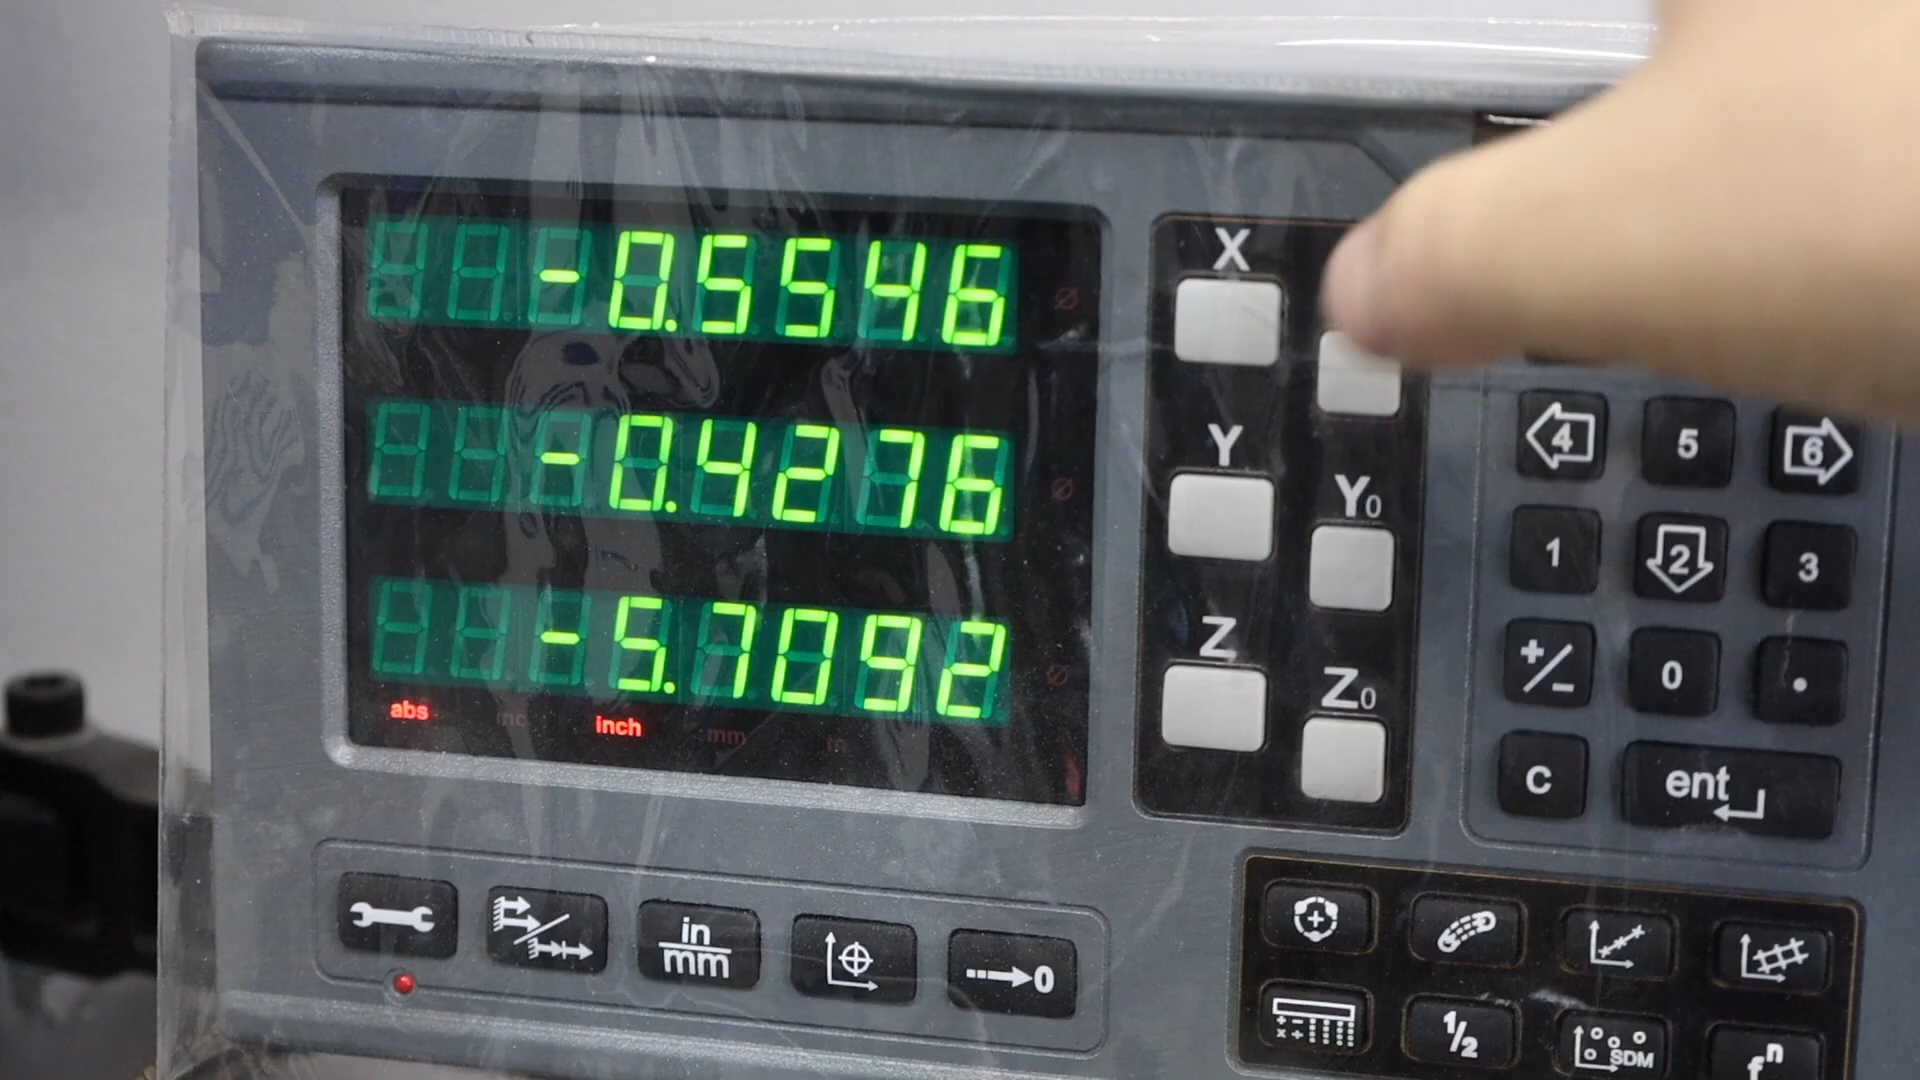 -0.5546
-0.4276
-5.7092
abs inc inch mm in
X
Y Y0
Z Z0
4 5 6
1 2 3
+/- 0 .
C ent
in/mm
→0
1/2 SDM fn